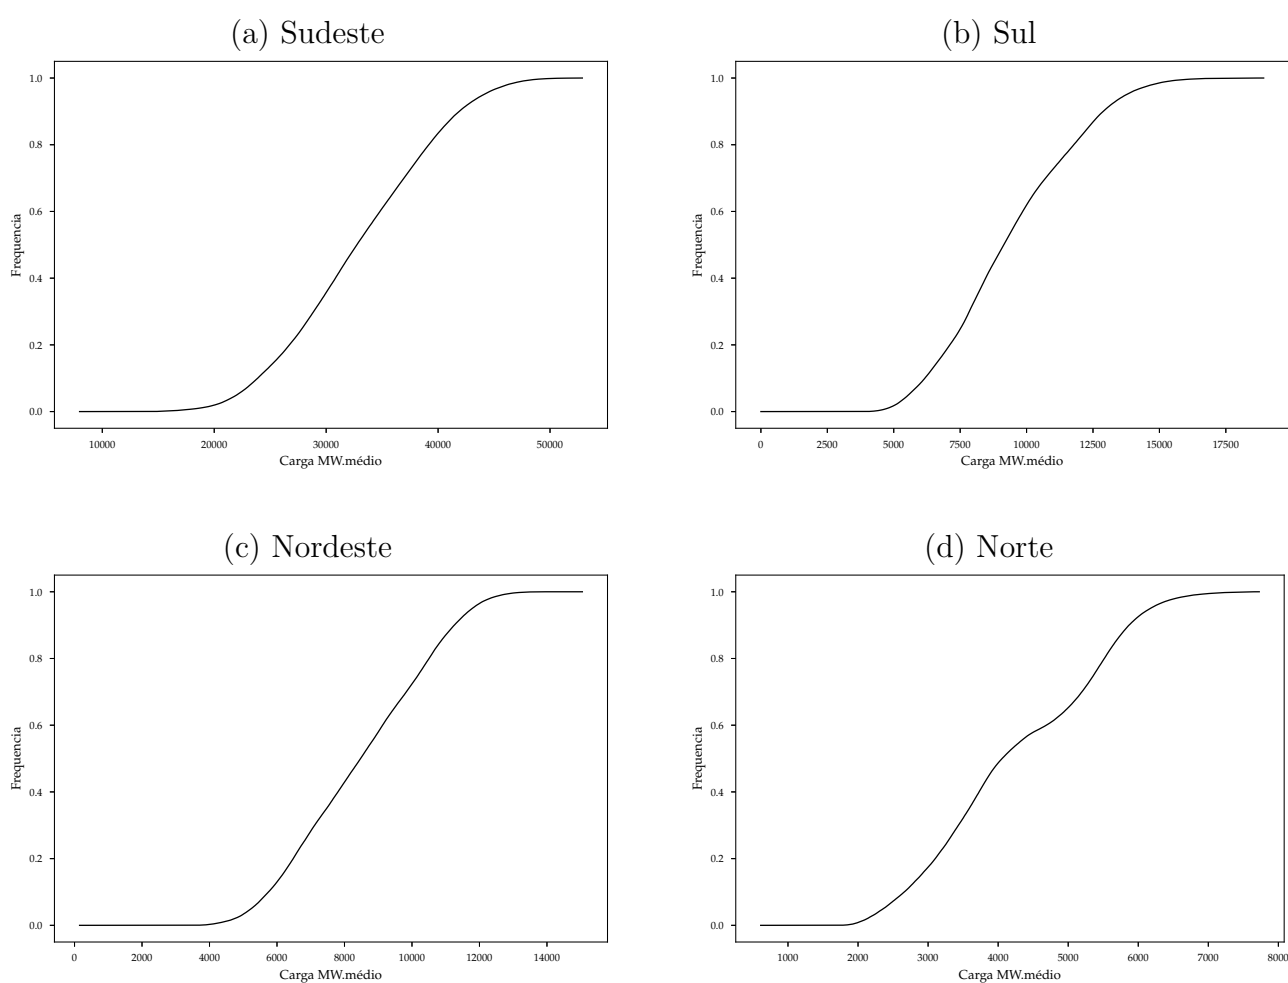 (a) Sudeste
1.0
0.8
0.6
0.4
0.2
0.0
Frequencia
10000 20000 30000 40000 50000
Carga MW.médio
(b) Sul
1.0
0.8
0.6
0.4
0.2
0.0
Frequencia
0 2500 5000 7500 10000 12500 15000 17500
Carga MW.médio
(c) Nordeste
1.0
0.8
0.6
0.4
0.2
0.0
Frequencia
0 2000 4000 6000 8000 10000 12000 14000
Carga MW.médio
(d) Norte
1.0
0.8
0.6
0.4
0.2
0.0
Frequencia
1000 2000 3000 4000 5000 6000 7000 8000
Carga MW.médio